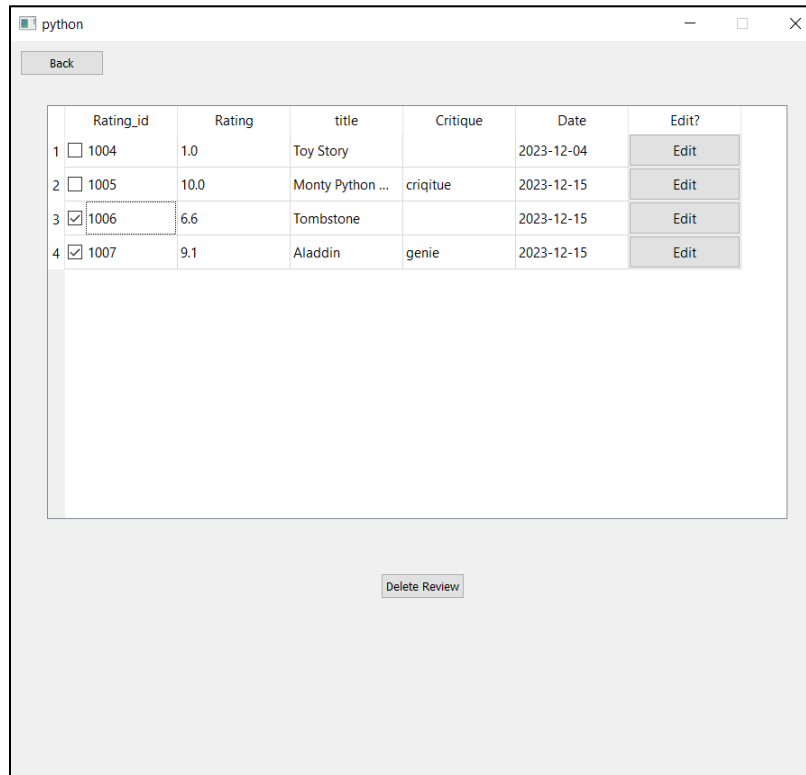 python
Back
Rating_id Rating title Critique Date Edit?
1 1004 1.0 Toy Story 2023-12-04 Edit
2 1005 10.0 Monty Python ... criqitue 2023-12-15 Edit
3 1006 6.6 Tombstone 2023-12-15 Edit
4 1007 9.1 Aladdin genie 2023-12-15 Edit
Delete Review